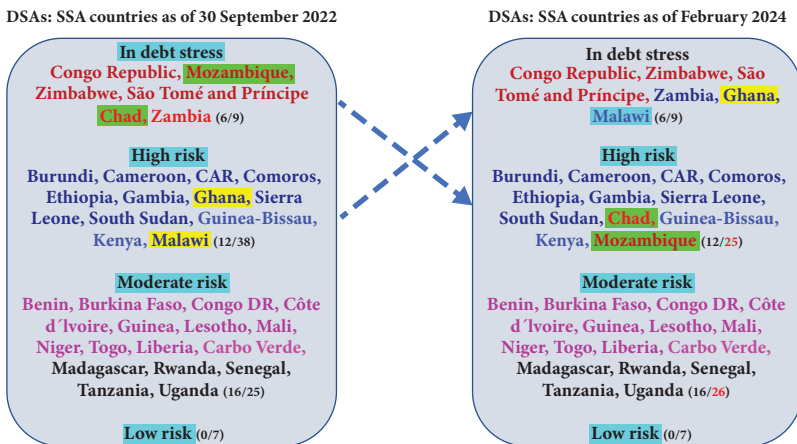 DSAs: SSA countries as of 30 September 2022
In debt stress
Congo Republic, Mozambique,
Zimbabwe, São Tomé and Príncipe
Chad, Zambia (6/9)
High risk
Burundi, Cameroon, CAR, Comoros,
Ethiopia, Gambia, Ghana, Sierra
Leone, South Sudan, Guinea-Bissau,
Kenya, Malawi (12/38)
Moderate risk
Benin, Burkina Faso, Congo DR, Côte
d´lvoire, Guinea, Lesotho, Mali,
Niger, Togo, Liberia, Carbo Verde,
Madagascar, Rwanda, Senegal,
Tanzania, Uganda (16/25)
Low risk (0/7)
DSAs: SSA countries as of February 2024
In debt stress
Congo Republic, Zimbabwe, São
Tomé and Príncipe, Zambia, Ghana,
Malawi (6/9)
High risk
Burundi, Cameroon, CAR, Comoros,
Ethiopia, Gambia, Sierra Leone,
South Sudan, Chad, Guinea-Bissau,
Kenya, Mozambique (12/25)
Moderate risk
Benin, Burkina Faso, Congo DR, Côte
d´lvoire, Guinea, Lesotho, Mali,
Niger, Togo, Liberia, Carbo Verde,
Madagascar, Rwanda, Senegal,
Tanzania, Uganda (16/26)
Low risk (0/7)